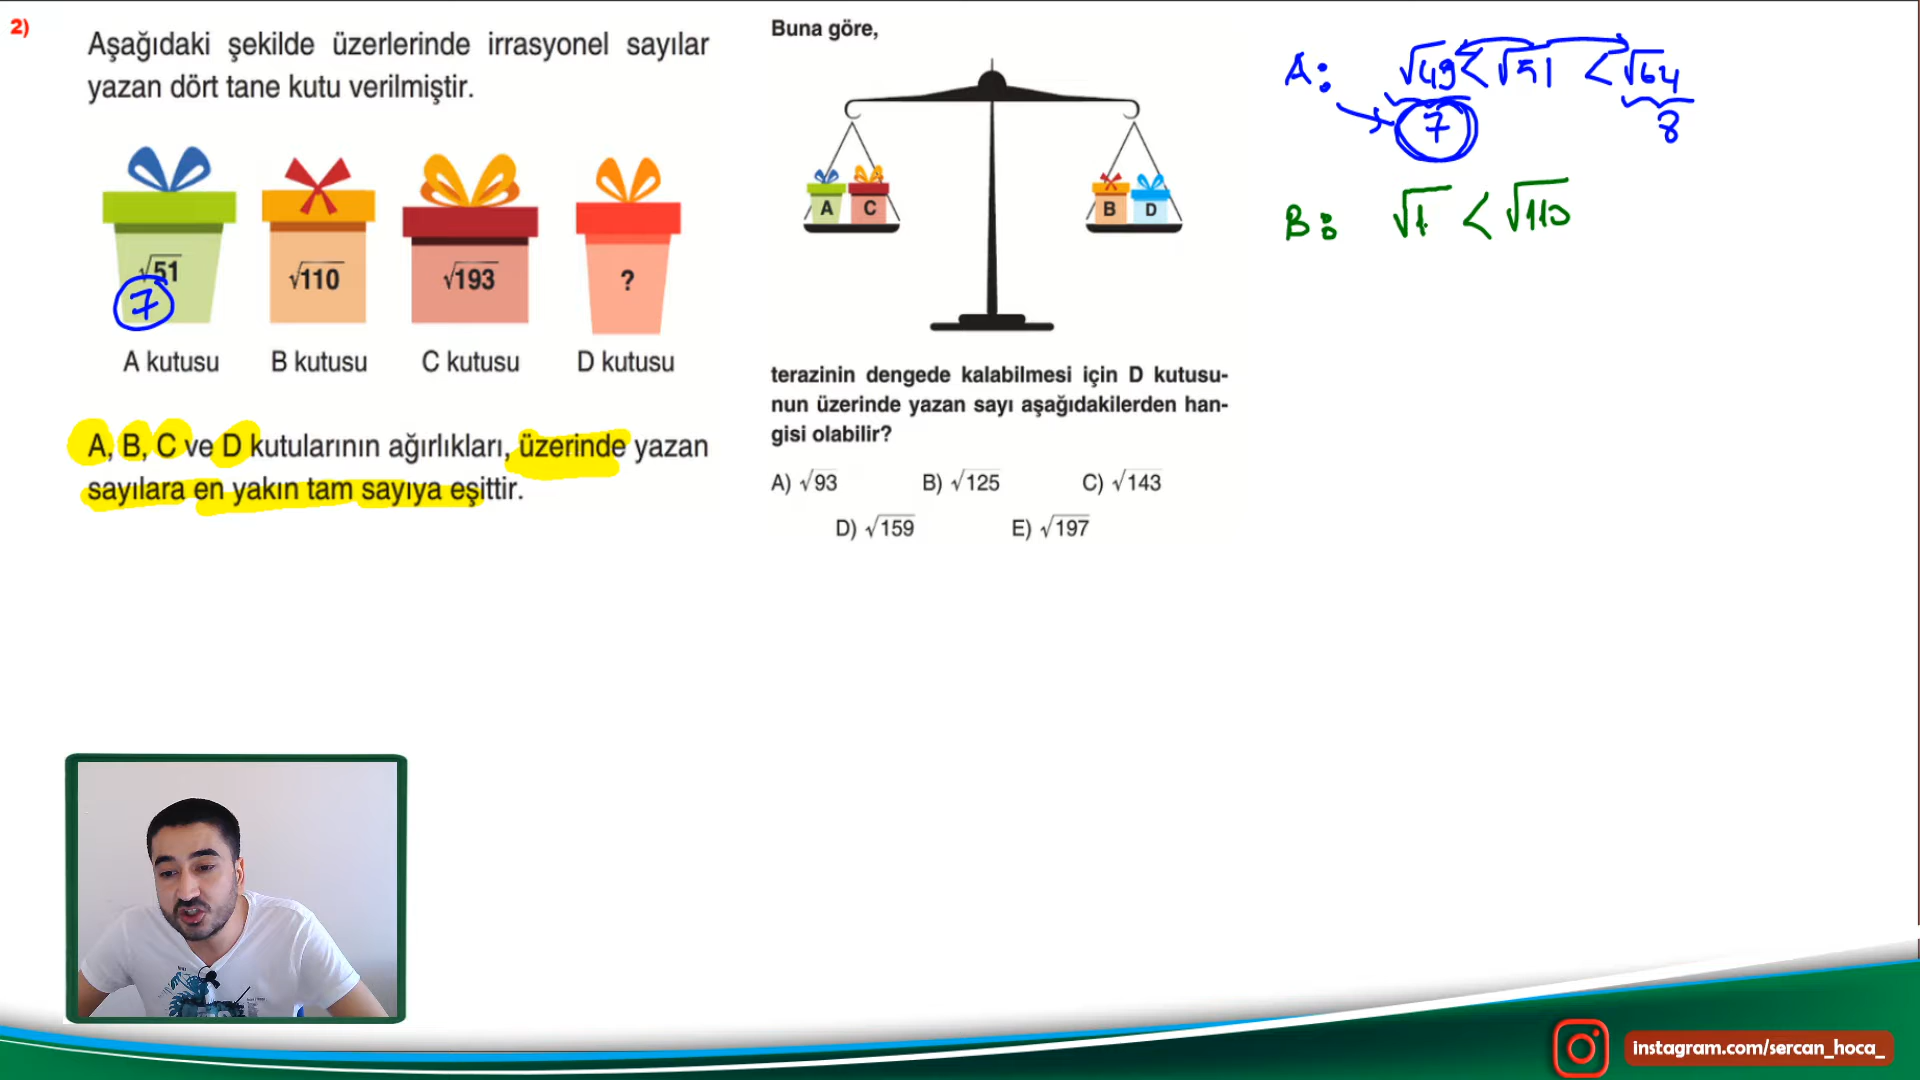 2)
Aşağıdaki şekilde üzerlerinde irrasyonel sayılar
yazan dört tane kutu verilmiştir.
√51
7
√110
√193
?
A kutusu
B kutusu
C kutusu
D kutusu
A, B, C ve D kutularının ağırlıkları, üzerinde yazan
sayılara en yakın tam sayıya eşittir.
Buna göre,
A
C
B
D
terazinin dengede kalabilmesi için D kutusu-
nun üzerinde yazan sayı aşağıdakilerden han-
gisi olabilir?
A) √93
B) √125
C) √143
D) √159
E) √197
A: √49 < √51 < √64
7
8
B: √1 < √110
instagram.com/sercan_hoca_